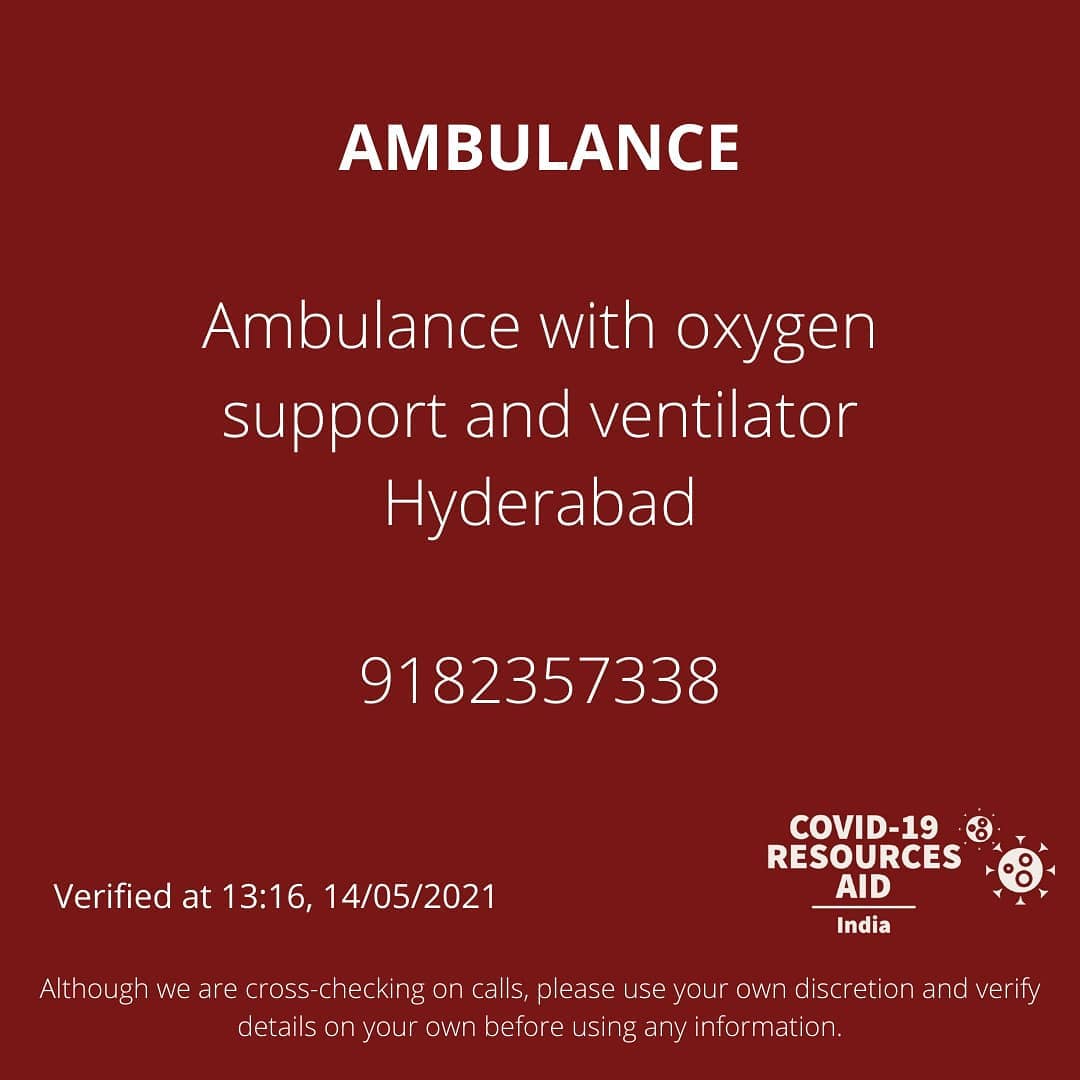 AMBULANCE
Ambulance with oxygen
support and ventilator
Hyderabad
9182357338
Verified at 13:16, 14/05/2021
COVID-19
RESOURCES
AID
India
Although we are cross-checking on calls, please use your own discretion and verify
details on your own before using any information.